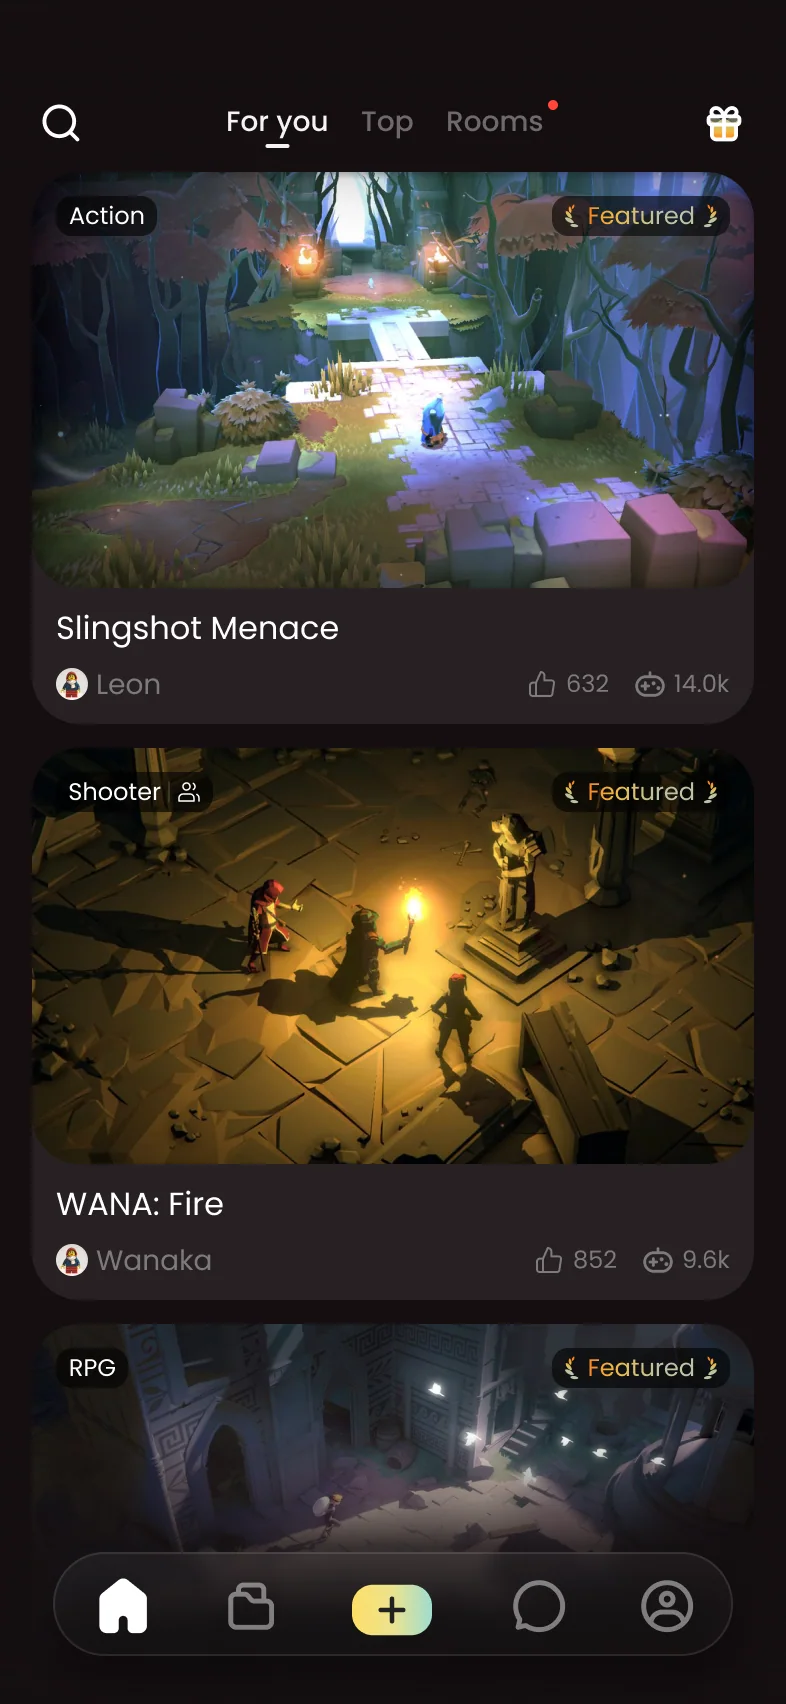 For you Top Rooms
Action Featured
Slingshot Menace
Leon 632 14.0k
Shooter Featured
WANA: Fire
Wanaka 852 9.6k
RPG Featured